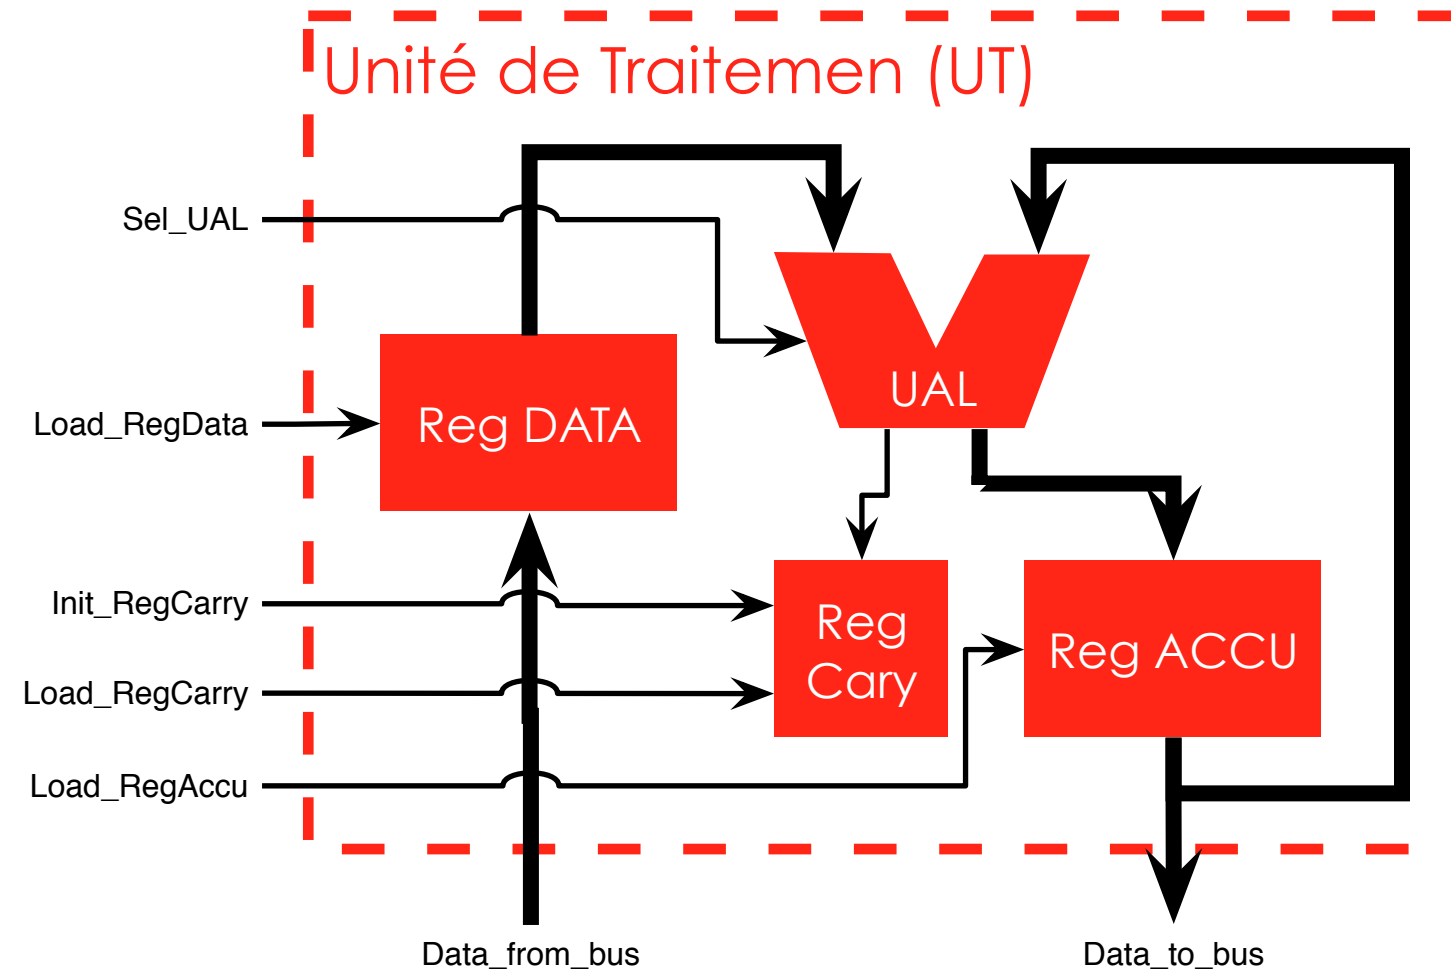 Unité de Traitemen (UT)
Sel_UAL
UAL
Load_RegData
Reg DATA
Init_RegCarry
Reg
Cary
Reg ACCU
Load_RegCarry
Load_RegAccu
Data_from_bus
Data_to_bus